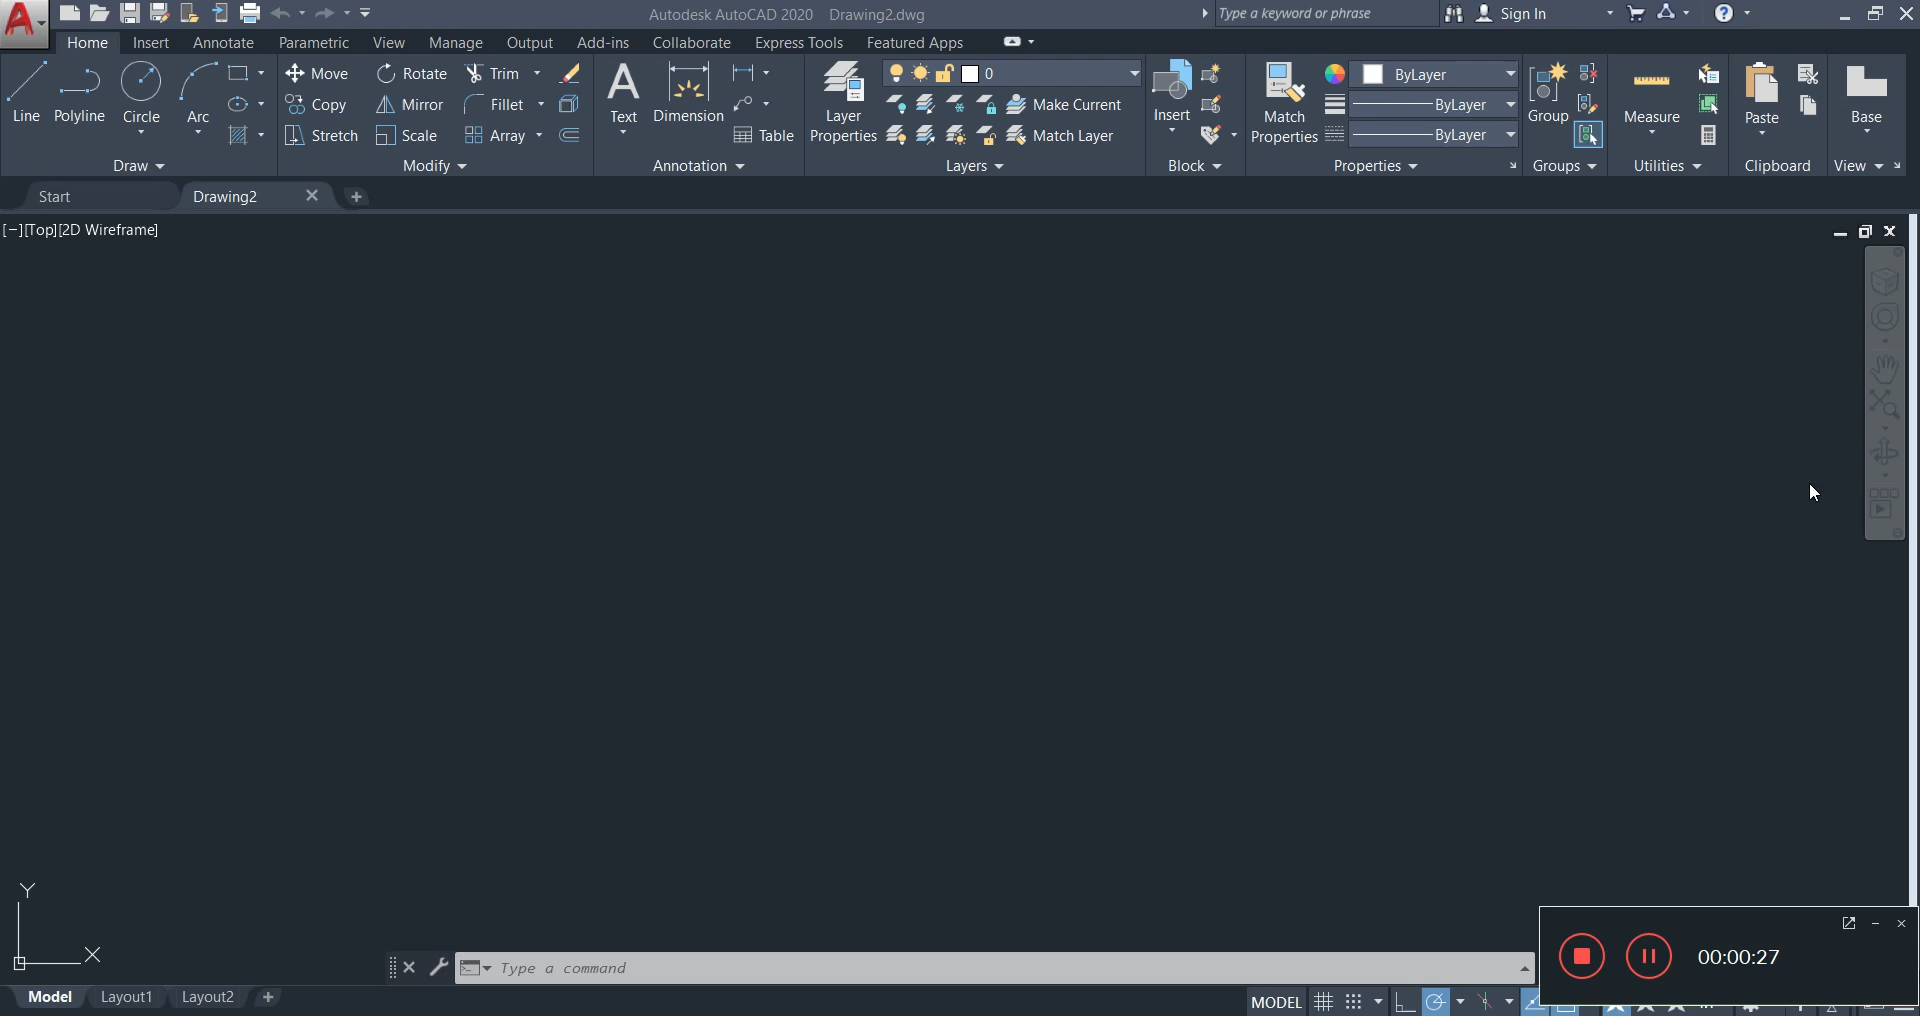 Autodesk AutoCAD 2020 Drawing2.dwg
Type a keyword or phrase
Sign In
Home Insert Annotate Parametric View Manage Output Add-ins Collaborate Express Tools Featured Apps
Line
Polyline
Circle
Arc
Draw
Move
Rotate
Trim
Copy
Mirror
Fillet
Stretch
Scale
Array
Modify
Text
Dimension
Table
Annotation
Layer
Properties
0
Make Current
Match Layer
Layers
Insert
Block
Match
Properties
ByLayer
ByLayer
ByLayer
Properties
Group
Groups
Measure
Utilities
Paste
Clipboard
Base
View
Start
Drawing2
[−][Top][2D Wireframe]
Y
X
Type a command
00:00:27
Model Layout1 Layout2
MODEL